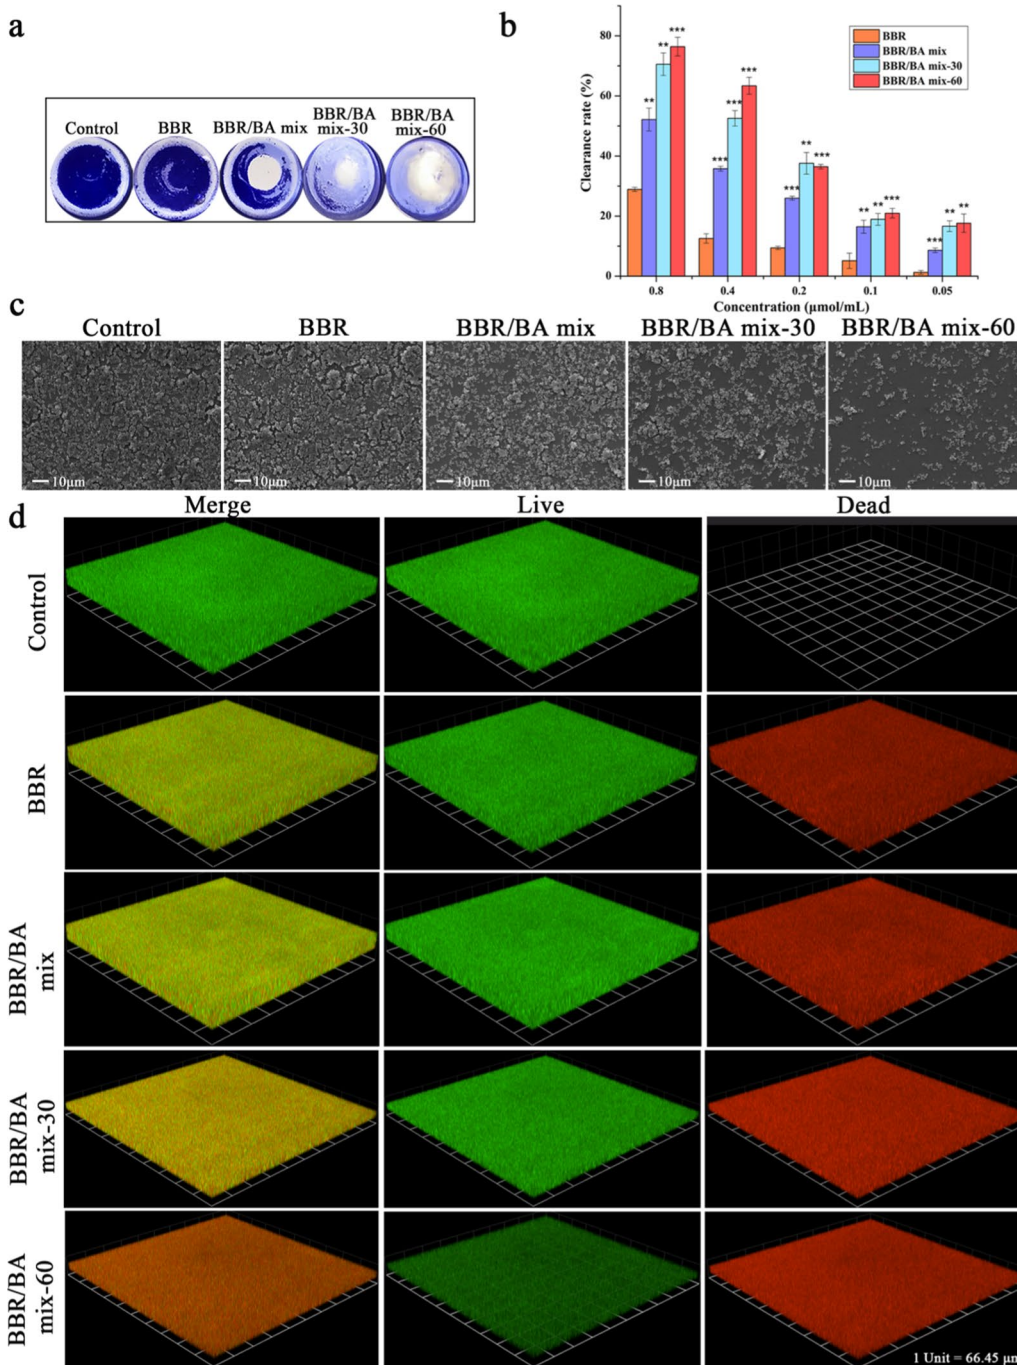 a
Control
BBR
BBR/BA mix
BBR/BA
mix-30
BBR/BA
mix-60
b
Clearance rate (%)
80
60
40
20
0
** *** ** ***
*** *** ***
*** ** ***
** ** ***
*** ** **
BBR
BBR/BA mix
BBR/BA mix-30
BBR/BA mix-60
0.8 0.4 0.2 0.1 0.05
Concentration (μmol/mL)
c
Control
BBR
BBR/BA mix
BBR/BA mix-30
BBR/BA mix-60
10μm
10μm
10μm
10μm
10μm
d
Merge
Live
Dead
Control
BBR
BBR/BA
mix
BBR/BA
mix-30
BBR/BA
mix-60
1 Unit = 66.45 μm